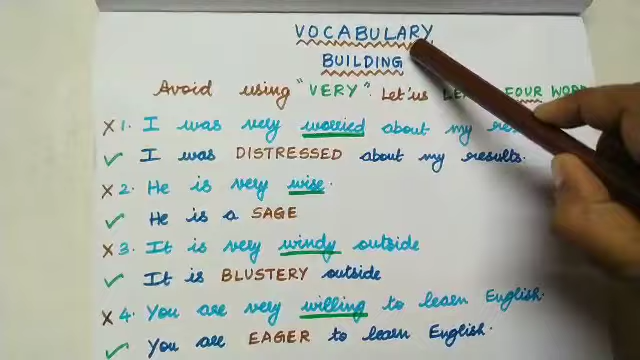 VOCABULARY
BUILDING
Avoid using "VERY". Let'us FOUR
X 1. I was very worried about my
✓ I was DISTRESSED about my results.
X 2. He is very wise.
✓ He is a SAGE
X 3. It is very windy outside
✓ It is BLUSTERY outside
X 4. You are very willing to learn English.
✓ You are EAGER to learn English.